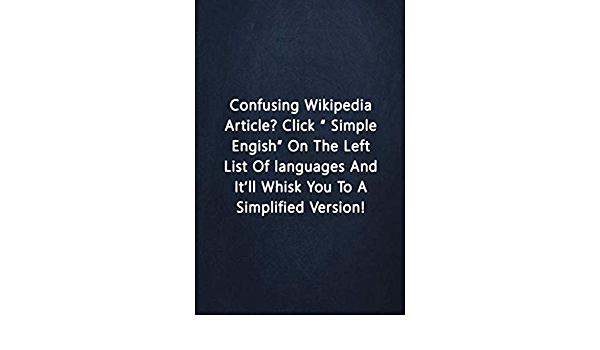 Confusing Wikipedia
Article? Click “ Simple
Engish” On The Left
List Of languages And
It’ll Whisk You To A
Simplified Version!